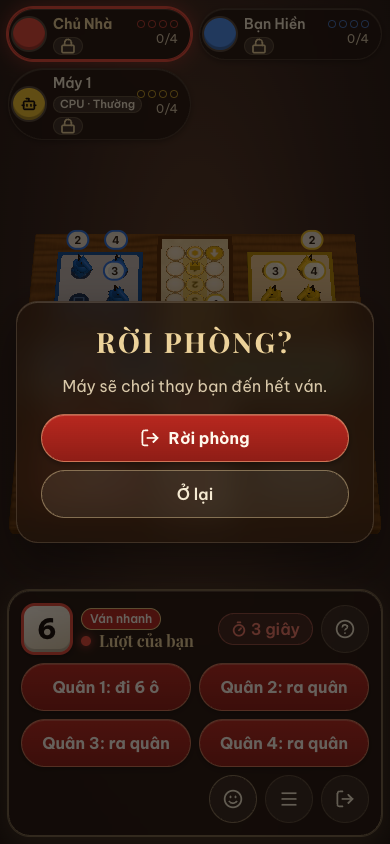 Chủ Nhà
0/4
Bạn Hiền
0/4
Máy 1
CPU · Thường
0/4
2
4
2
3
3
4
RỜI PHÒNG?
Máy sẽ chơi thay bạn đến hết ván.
Rời phòng
Ở lại
6
Ván nhanh
Lượt của bạn
3 giây
Quân 1: đi 6 ô
Quân 2: ra quân
Quân 3: ra quân
Quân 4: ra quân